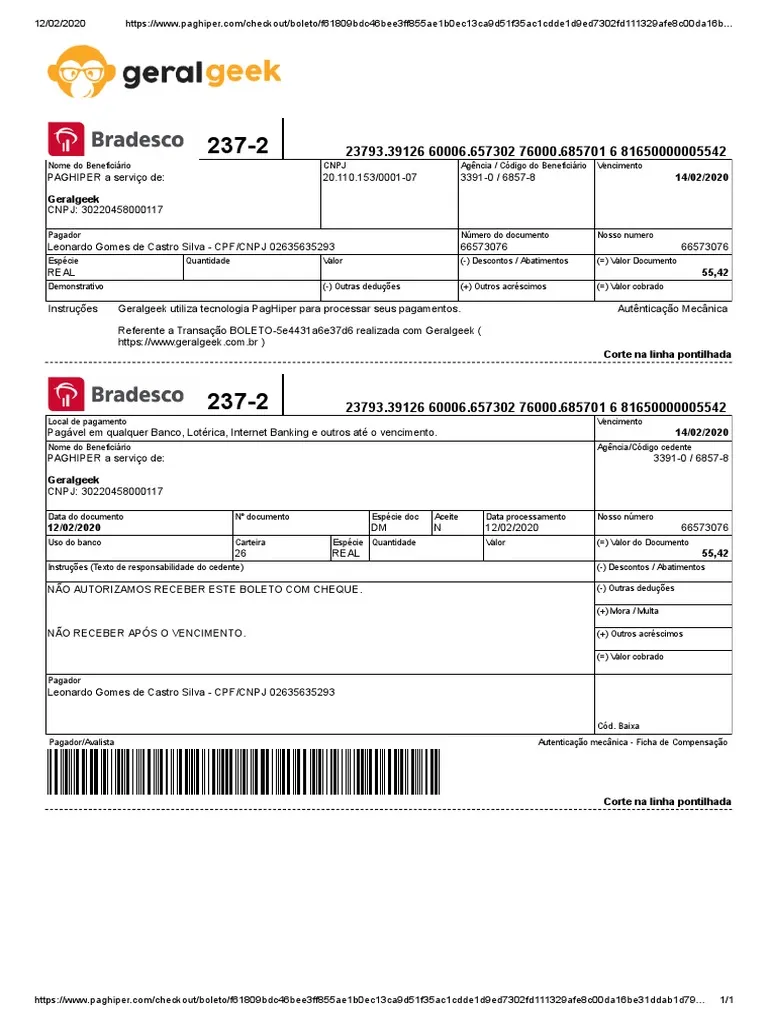 12/02/2020 https://www.paghiper.com/checkout/boleto/f61809bdc46bee3ff855ae1b0ec13ca9d51f35ac1cdde1d9ed7302fd111329afe8c00da16b…
geralgeek
Bradesco 237-2 23793.39126 60006.657302 76000.685701 6 81650000005542
Nome do Beneficiário CNPJ Agência / Código do Beneficiário Vencimento
PAGHIPER a serviço de: 20.110.153/0001-07 3391-0 / 6857-8 14/02/2020
Geralgeek
CNPJ: 30220458000117
Pagador Número do documento Nosso numero
Leonardo Gomes de Castro Silva - CPF/CNPJ 02635635293 66573076 66573076
Espécie Quantidade Valor (-) Descontos / Abatimentos (=) Valor Documento
REAL 55,42
Demonstrativo (-) Outras deduções (+) Outros acréscimos (=) Valor cobrado
Instruções Geralgeek utiliza tecnologia PagHiper para processar seus pagamentos. Autênticação Mecânica
Referente a Transação BOLETO-5e4431a6e37d6 realizada com Geralgeek (
https://www.geralgeek.com.br )
Corte na linha pontilhada
Bradesco 237-2 23793.39126 60006.657302 76000.685701 6 81650000005542
Local de pagamento Vencimento
Pagável em qualquer Banco, Lotérica, Internet Banking e outros até o vencimento. 14/02/2020
Nome do Beneficiário Agência/Código cedente
PAGHIPER a serviço de: 3391-0 / 6857-8
Geralgeek
CNPJ: 30220458000117
Data do documento Nº documento Espécie doc Aceite Data processamento Nosso número
12/02/2020 DM N 12/02/2020 66573076
Uso do banco Carteira Espécie Quantidade Valor (=) Valor do Documento
26 REAL 55,42
Instruções (Texto de responsabilidade do cedente) (-) Descontos / Abatimentos
NÃO AUTORIZAMOS RECEBER ESTE BOLETO COM CHEQUE. (-) Outras deduções
(+) Mora / Multa
NÃO RECEBER APÓS O VENCIMENTO. (+) Outros acréscimos
(=) Valor cobrado
Pagador
Leonardo Gomes de Castro Silva - CPF/CNPJ 02635635293
Cód. Baixa
Pagador/Avalista Autenticação mecânica - Ficha de Compensação
Corte na linha pontilhada
https://www.paghiper.com/checkout/boleto/f61809bdc46bee3ff855ae1b0ec13ca9d51f35ac1cdde1d9ed7302fd111329afe8c00da16be31ddab1d79… 1/1